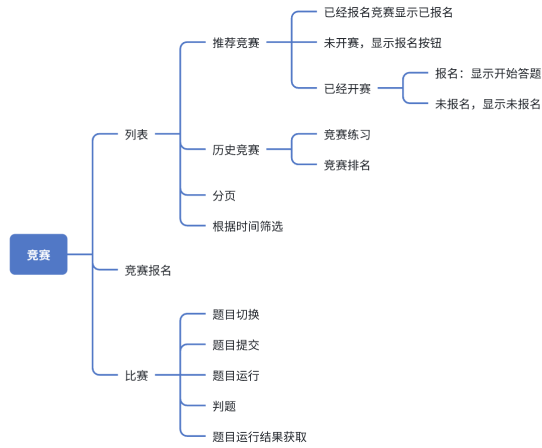 竞赛
列表
推荐竞赛
已经报名竞赛显示已报名
未开赛，显示报名按钮
已经开赛
报名：显示开始答题
未报名，显示未报名
历史竞赛
竞赛练习
竞赛排名
分页
根据时间筛选
竞赛报名
比赛
题目切换
题目提交
题目运行
判题
题目运行结果获取